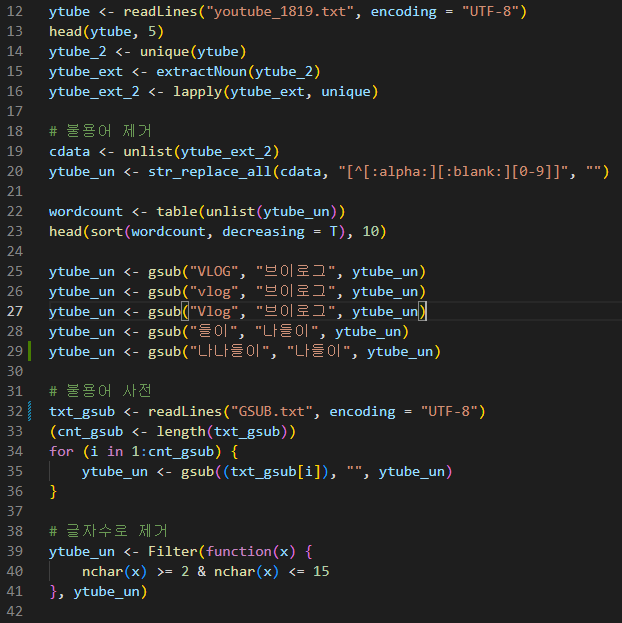 12 ytube <- readLines("youtube_1819.txt", encoding = "UTF-8")
13 head(ytube, 5)
14 ytube_2 <- unique(ytube)
15 ytube_ext <- extractNoun(ytube_2)
16 ytube_ext_2 <- lapply(ytube_ext, unique)
17
18 # 불용어 제거
19 cdata <- unlist(ytube_ext_2)
20 ytube_un <- str_replace_all(cdata, "[^[:alpha:][:blank:][0-9]]", "")
21
22 wordcount <- table(unlist(ytube_un))
23 head(sort(wordcount, decreasing = T), 10)
24
25 ytube_un <- gsub("VLOG", "브이로그", ytube_un)
26 ytube_un <- gsub("vlog", "브이로그", ytube_un)
27 ytube_un <- gsub("Vlog", "브이로그", ytube_un)
28 ytube_un <- gsub("들이", "나들이", ytube_un)
29 ytube_un <- gsub("나나들이", "나들이", ytube_un)
30
31 # 불용어 사전
32 txt_gsub <- readLines("GSUB.txt", encoding = "UTF-8")
33 (cnt_gsub <- length(txt_gsub))
34 for (i in 1:cnt_gsub) {
35     ytube_un <- gsub((txt_gsub[i]), "", ytube_un)
36 }
37
38 # 글자수로 제거
39 ytube_un <- Filter(function(x) {
40     nchar(x) >= 2 & nchar(x) <= 15
41 }, ytube_un)
42